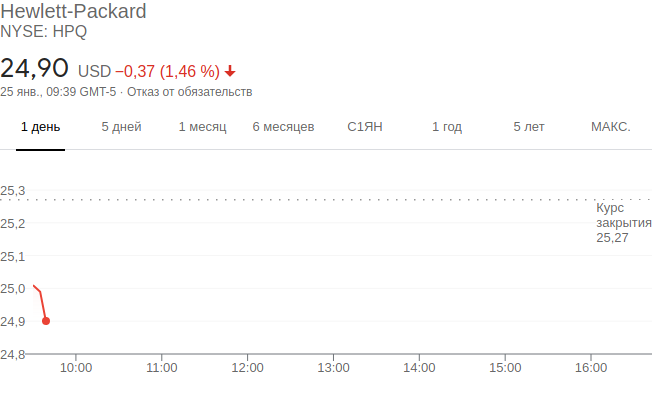 Hewlett-Packard
NYSE: HPQ
24,90 USD −0,37 (1,46 %)
25 янв., 09:39 GMT-5 · Отказ от обязательств
1 день 5 дней 1 месяц 6 месяцев С1ЯН 1 год 5 лет МАКС.
25,3
Курс
закрытия
25,27
25,2
25,1
25,0
24,9
24,8
10:00 11:00 12:00 13:00 14:00 15:00 16:00